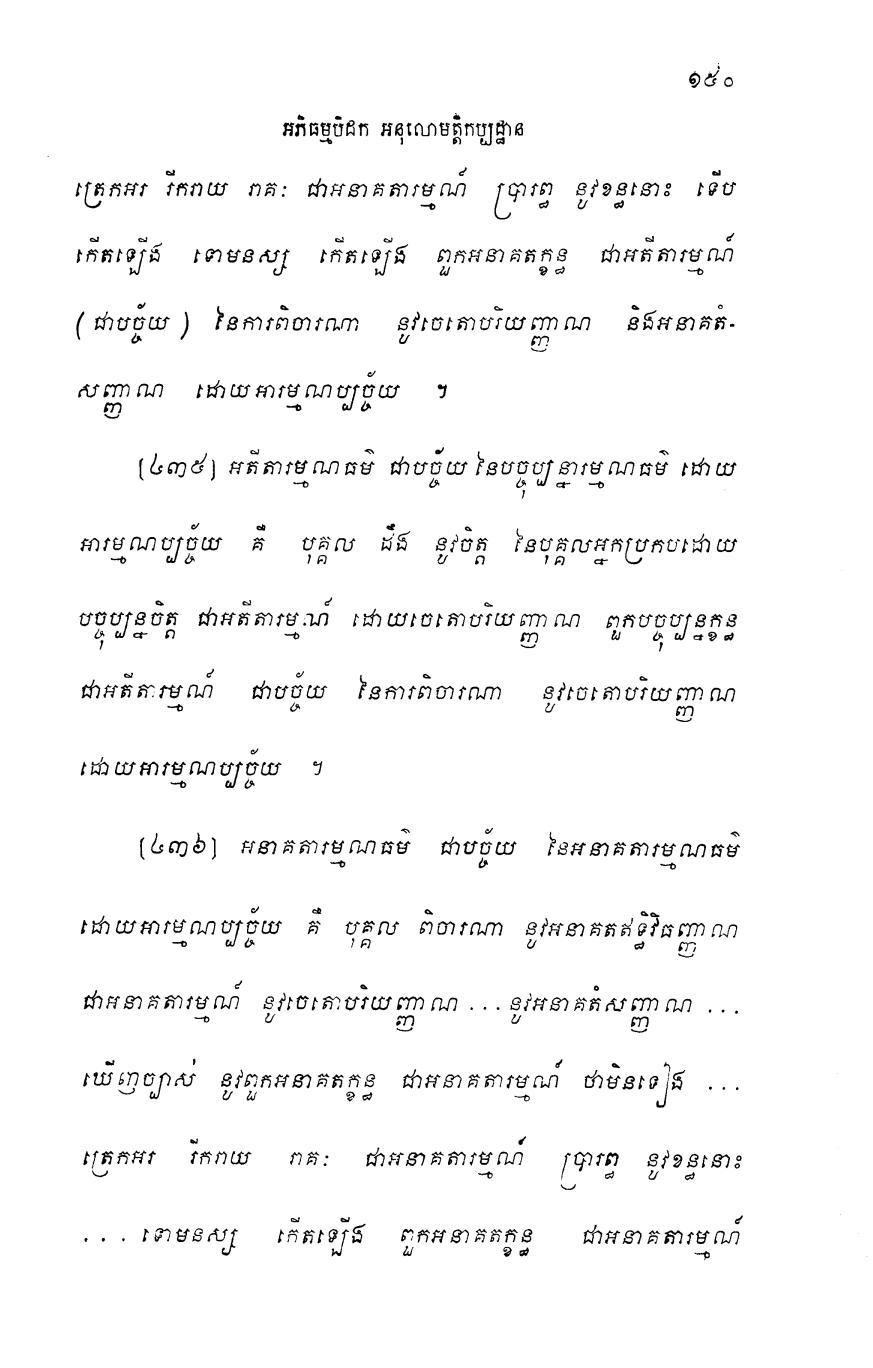 ១៥០
អភិធម្មបិដក អនុលោមត្តិកប្បដ្ឋាន
ត្រេកអរ រីករាយ រាគៈ ជាអនាគតារម្មណ៍ ប្រារព្ធ នូវខន្ធនោះ ទើប
កើតឡើង ទោមនស្ស កើតឡើង ពួកអនាគតក្ខន្ធ ជាអតីតារម្មណ៍
(ជាបច្ច័យ) នៃការពិចារណា នូវចេតោបរិយញ្ញាណ និងអនាគតំ-
សញ្ញាណ ដោយអារម្មណប្បច្ច័យ ។
[៤៣៥] អតីតារម្មណធម៌ ជាបច្ច័យ នៃបច្ចុប្បន្នារម្មណធម៌ ដោយ
អារម្មណប្បច្ច័យ គឺ បុគ្គល ដឹង នូវចិត្ត នៃបុគ្គលអ្នកប្រកបដោយ
បច្ចុប្បន្នចិត្ត ជាអតីតារម្មណ៍ ដោយចេតោបរិយញ្ញាណ ពួកបច្ចុប្បន្នក្ខន្ធ
ជាអតីតារម្មណ៍ ជាបច្ច័យ នៃការពិចារណា នូវចេតោបរិយញ្ញាណ
ដោយអារម្មណប្បច្ច័យ ។
[៤៣៦] អនាគតារម្មណធម៌ ជាបច្ច័យ នៃអនាគតារម្មណធម៌
ដោយអារម្មណប្បច្ច័យ គឺ បុគ្គល ពិចារណា នូវអនាគតឥទ្ធិវិធញ្ញាណ
ជាអនាគតារម្មណ៍ នូវចេតោបរិយញ្ញាណ ... នូវអនាគតំសញ្ញាណ ...
ឃើញច្បាស់ នូវពួកអនាគតក្ខន្ធ ជាអនាគតារម្មណ៍ ថាមិនទៀង ...
ត្រេកអរ រីករាយ រាគៈ ជាអនាគតារម្មណ៍ ប្រារព្ធ នូវខន្ធនោះ
... ទោមនស្ស កើតឡើង ពួកអនាគតក្ខន្ធ ជាអនាគតារម្មណ៍